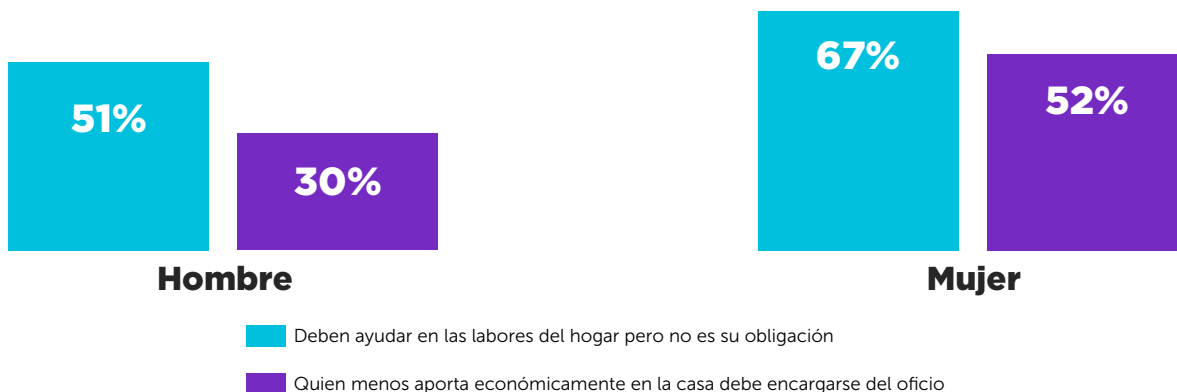 67%
51%
52%
30%
Hombre
Mujer
Deben ayudar en las labores del hogar pero no es su obligación
Quien menos aporta económicamente en la casa debe encargarse del oficio